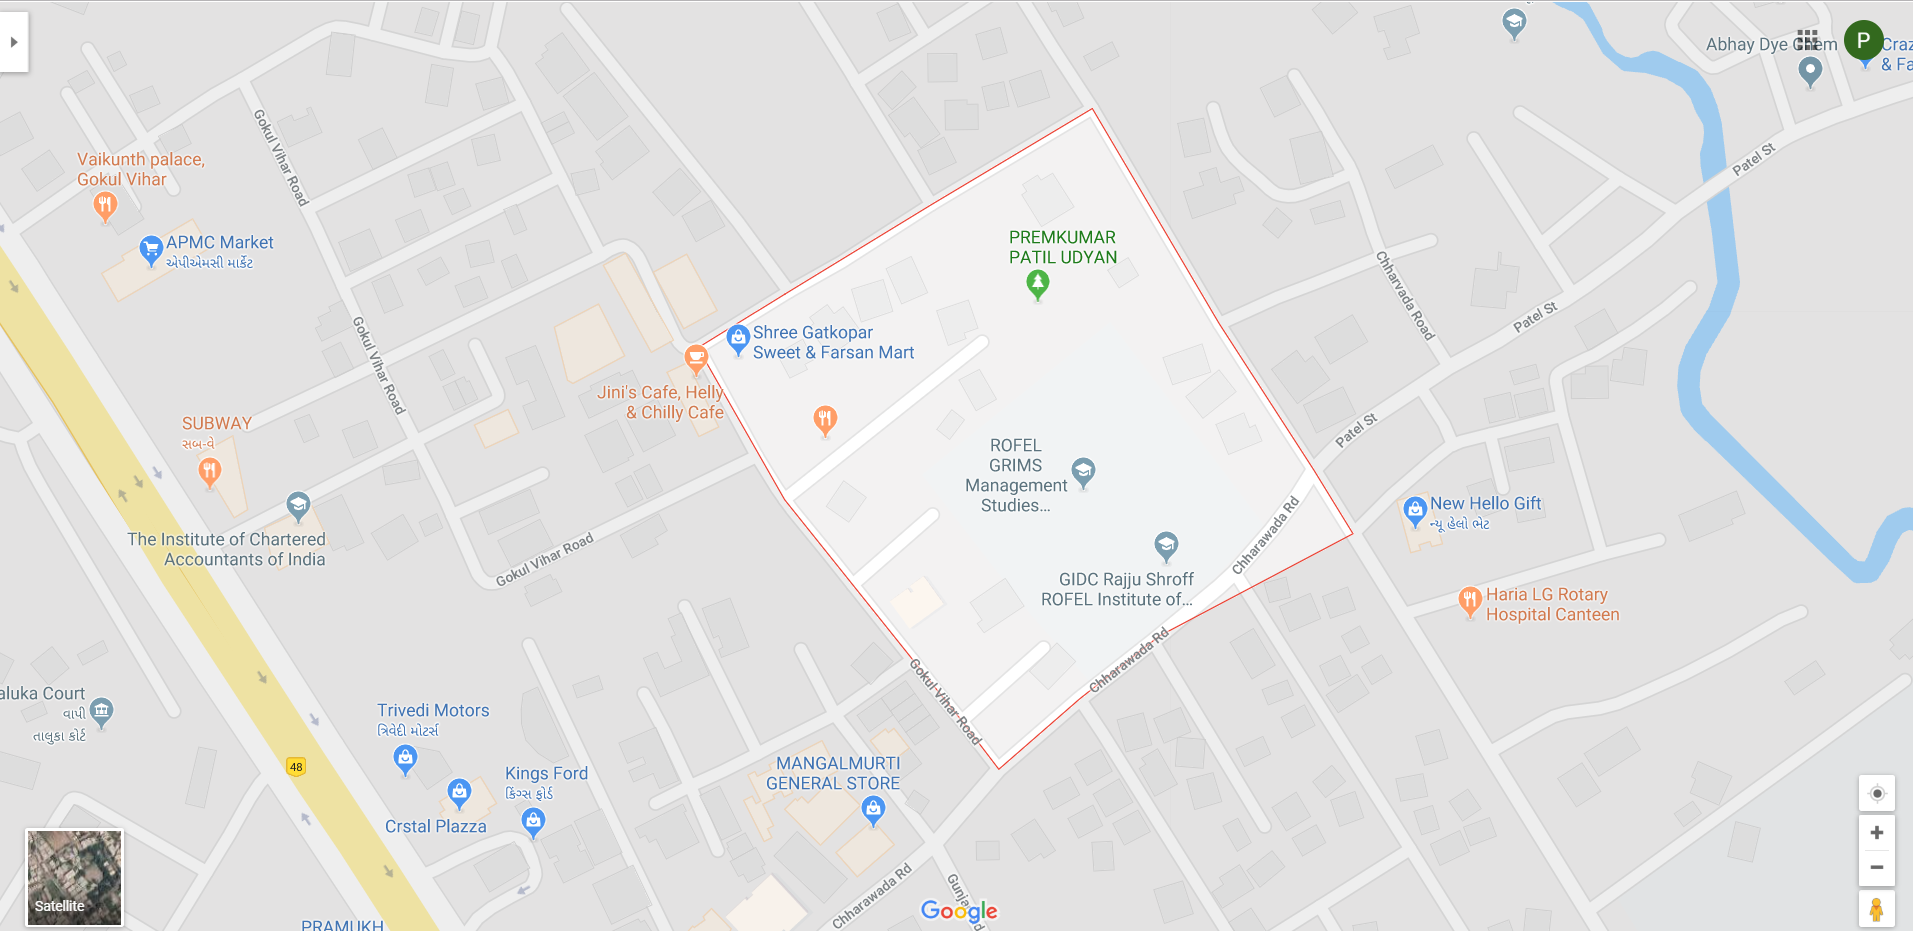 Abhay Dye Chem
P
Craz
& Fa
Patel St
Gokul Vihar Road
Vaikunth palace,
Gokul Vihar
APMC Market
એપીએમસી માર્કેટ
PREMKUMAR
PATIL UDYAN
Chharvada Road
Patel St
Gokul Vihar Road
Shree Gatkopar
Sweet & Farsan Mart
Jini's Cafe, Helly
& Chilly Cafe
SUBWAY
સબ-વે
Patel St
ROFEL
GRIMS
Management
Studies...
New Hello Gift
ન્યૂ હેલો ભેટ
The Institute of Chartered
Accountants of India
Gokul Vihar Road
Chharawada Rd
GIDC Rajju Shroff
ROFEL Institute of...
Haria LG Rotary
Hospital Canteen
Chharawada Rd
Gokul Vihar Road
aluka Court
વાપી
તાલુકા કોર્ટ
Trivedi Motors
ત્રિવેદી મોટર્સ
48
Kings Ford
કિંગ્સ ફોર્ડ
MANGALMURTI
GENERAL STORE
Crstal Plazza
Chharawada Rd
Gunja
d
Satellite
Google
PRAMUKH